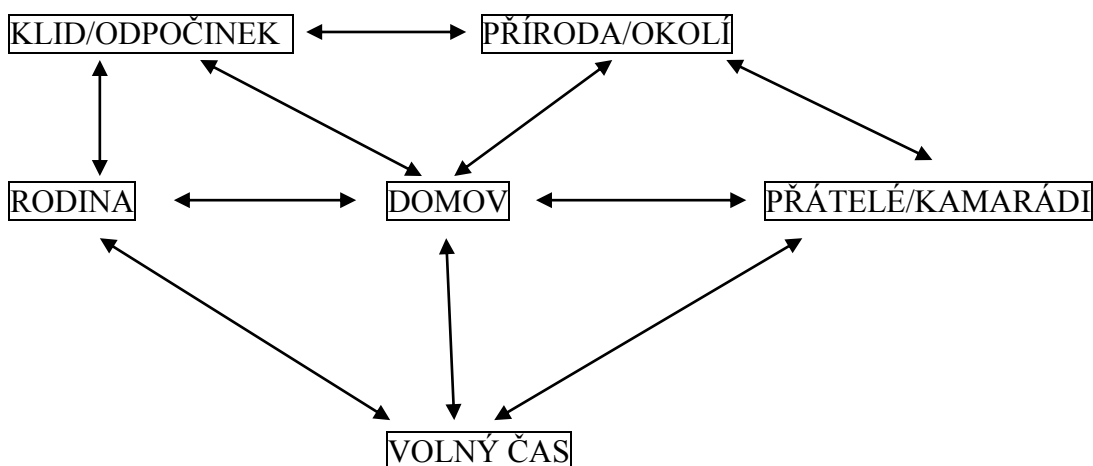 KLID/ODPOČINEK PŘÍRODA/OKOLÍ
RODINA DOMOV PŘÁTELÉ/KAMARÁDI
VOLNÝ ČAS